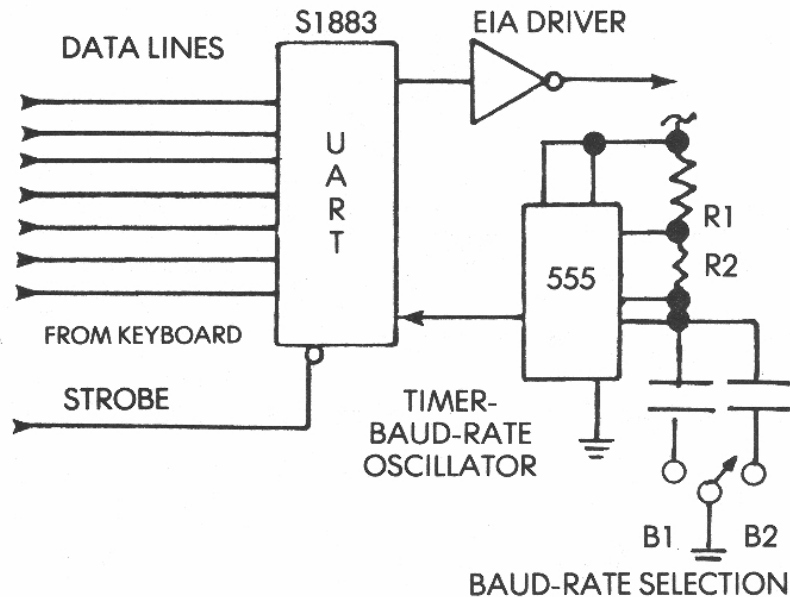 S1883
EIA DRIVER
DATA LINES
UART
R1
555
R2
FROM KEYBOARD
STROBE
TIMER-
BAUD-RATE
OSCILLATOR
B1
B2
BAUD-RATE SELECTION